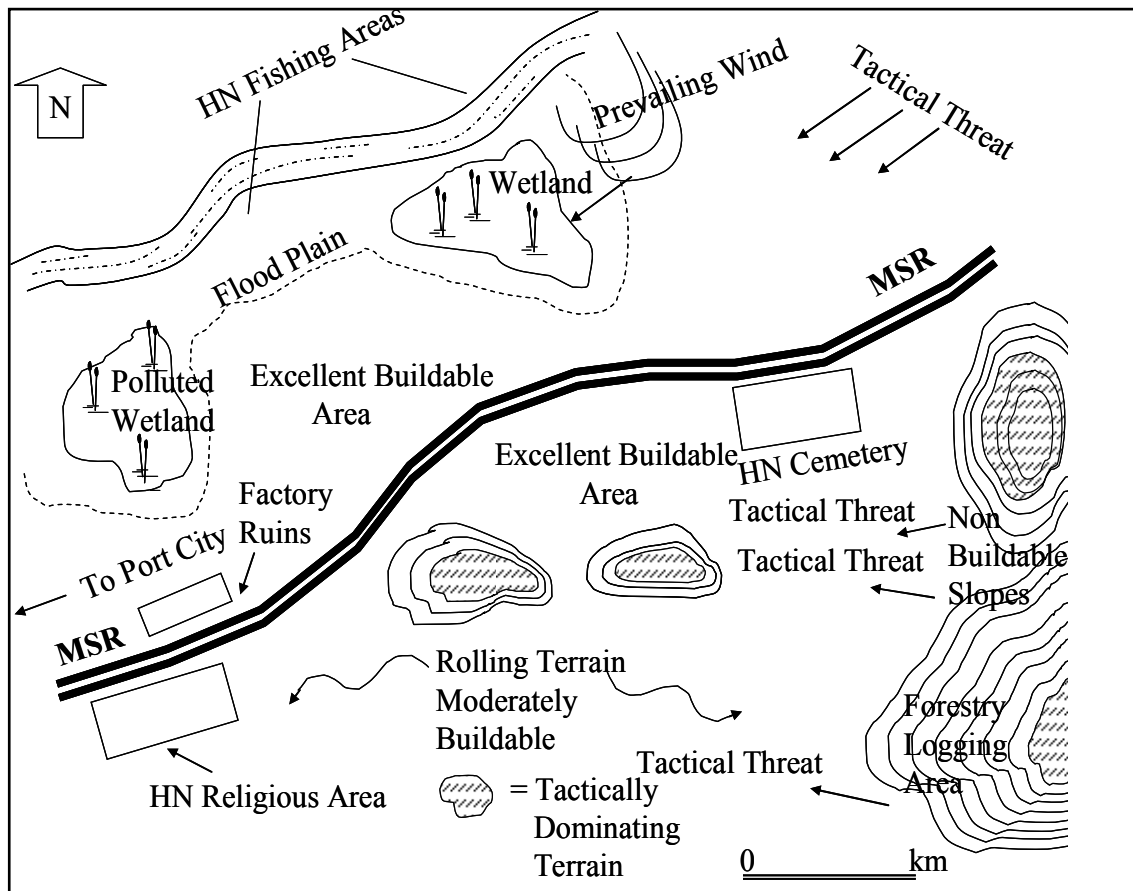 HN Fishing Areas
N
Prevailing Wind
Tactical Threat
Wetland
Flood Plain
MSR
Polluted
Wetland
Excellent Buildable
Area
Excellent Buildable
Area
HN Cemetery
Factory
Ruins
Tactical Threat
Tactical Threat
Non
Buildable
Slopes
To Port City
MSR
Rolling Terrain
Moderately
Buildable
Forestry
Logging
Area
Tactical Threat
HN Religious Area
= Tactically
Dominating
Terrain
0 km